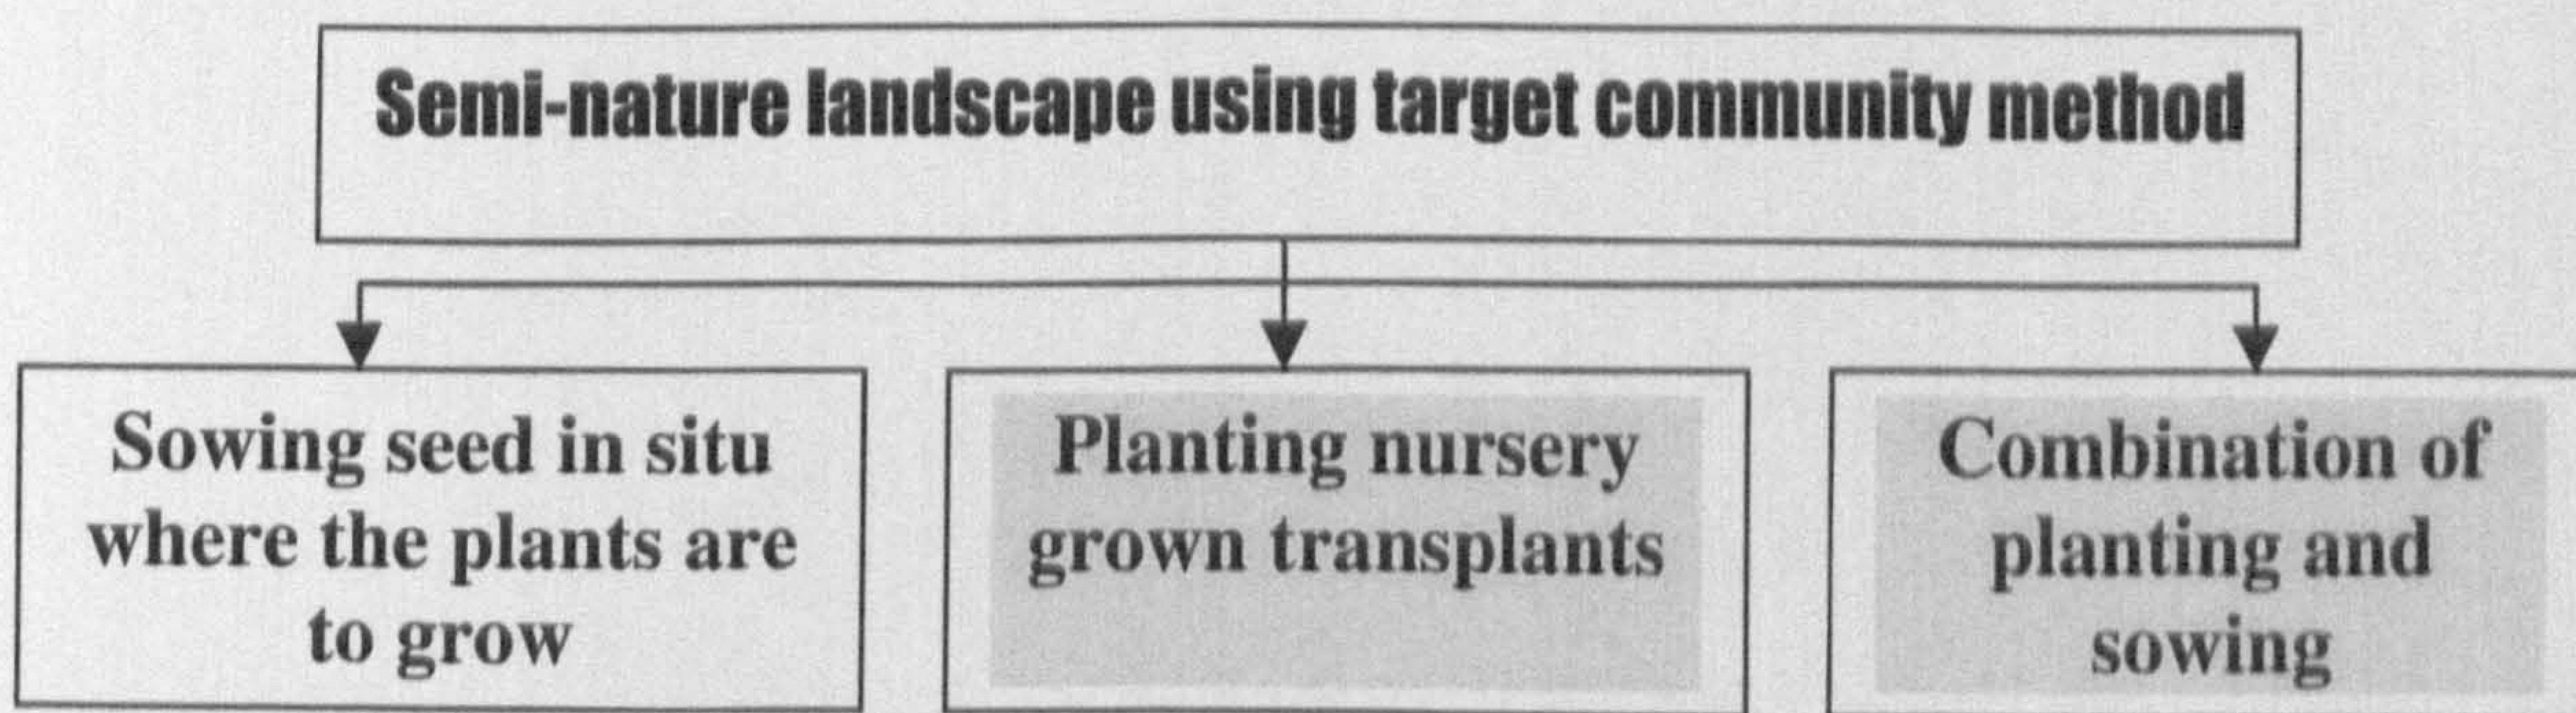 Semi-nature landscape using target community method
Sowing seed in situ
where the plants are
to grow
Planting nursery
grown transplants
Combination of
planting and
sowing